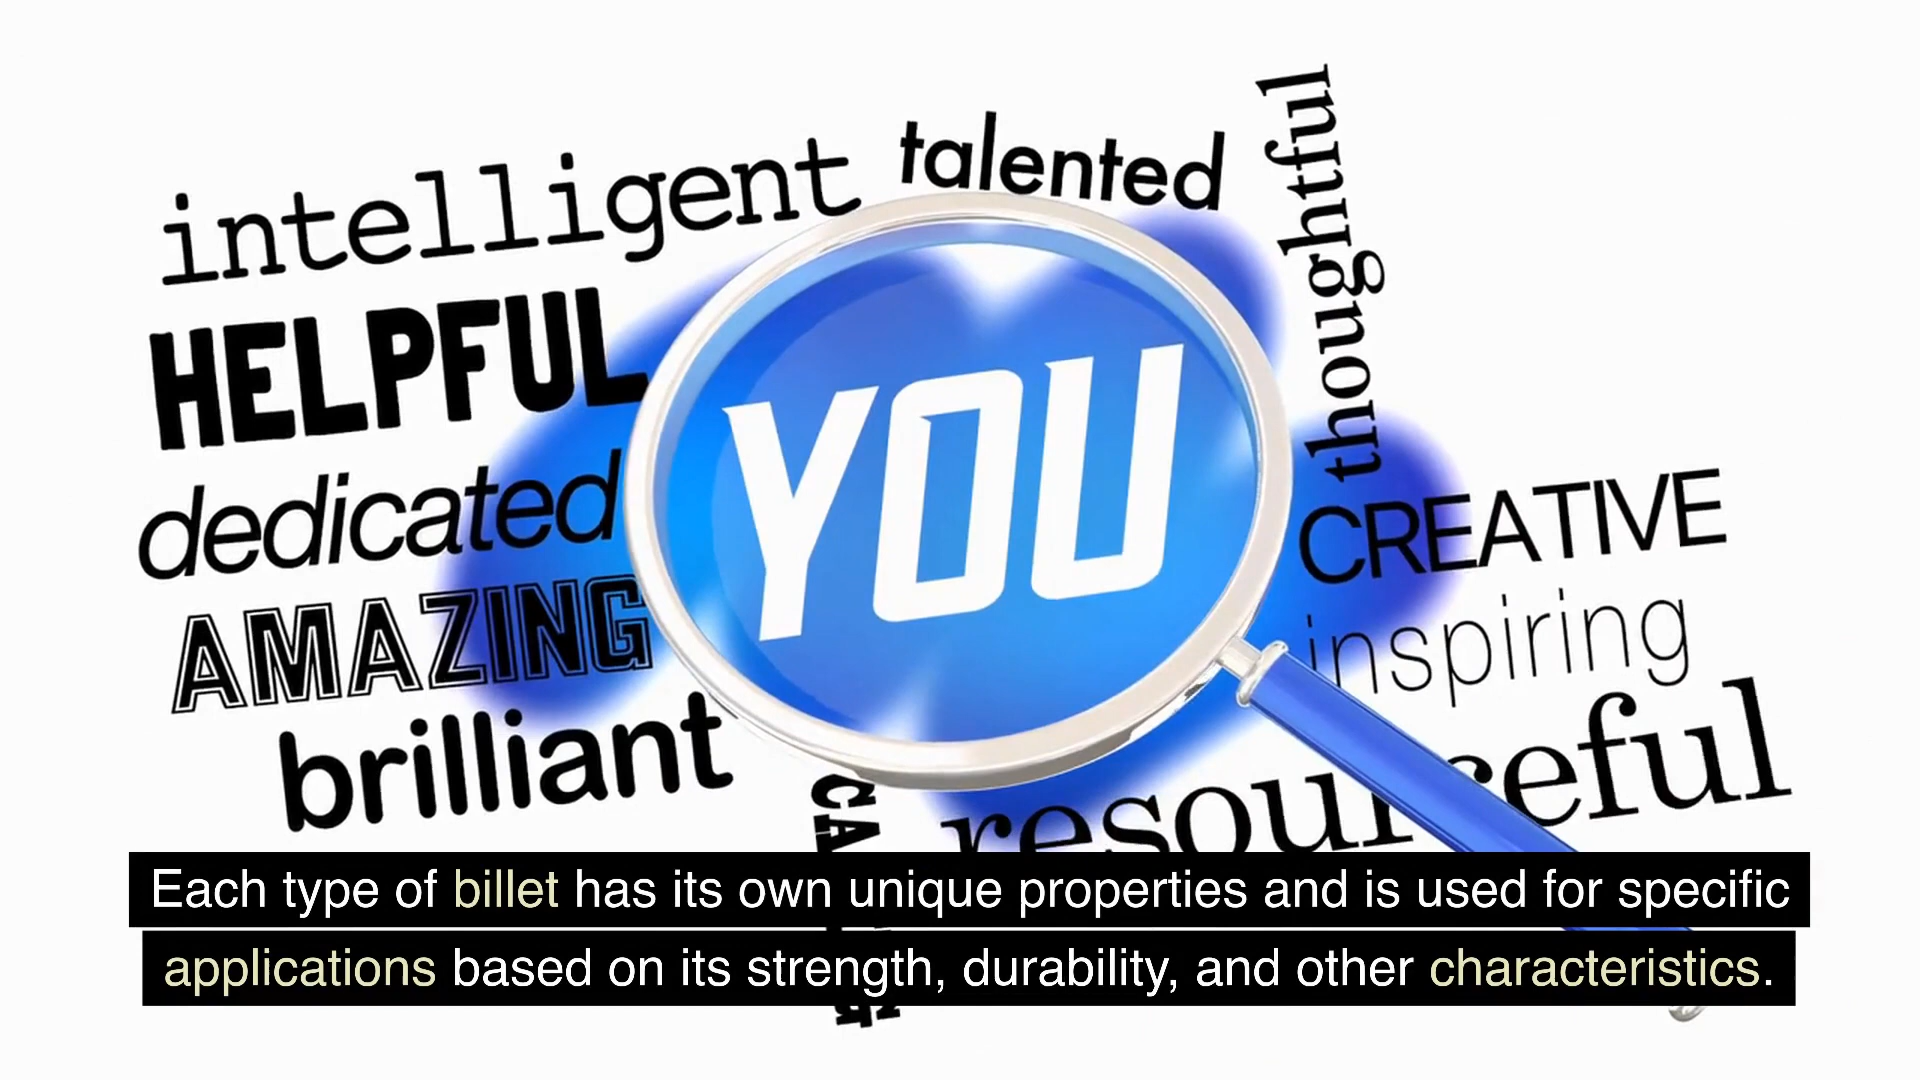 talented
thoughtful
intelligent
HELPFUL
YOU
dedicated
CREATIVE
AMAZING
inspiring
brilliant
resourceful
Each type of billet has its own unique properties and is used for specific
applications based on its strength, durability, and other characteristics.